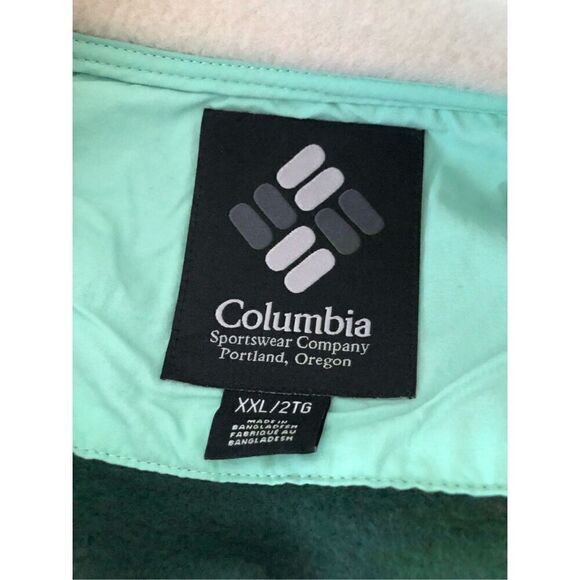 Columbia
Sportswear Company
Portland, Oregon
XXL/2TG
MADE IN
BANGLADESH
FABRIQUÉ AU
BANGLADESH